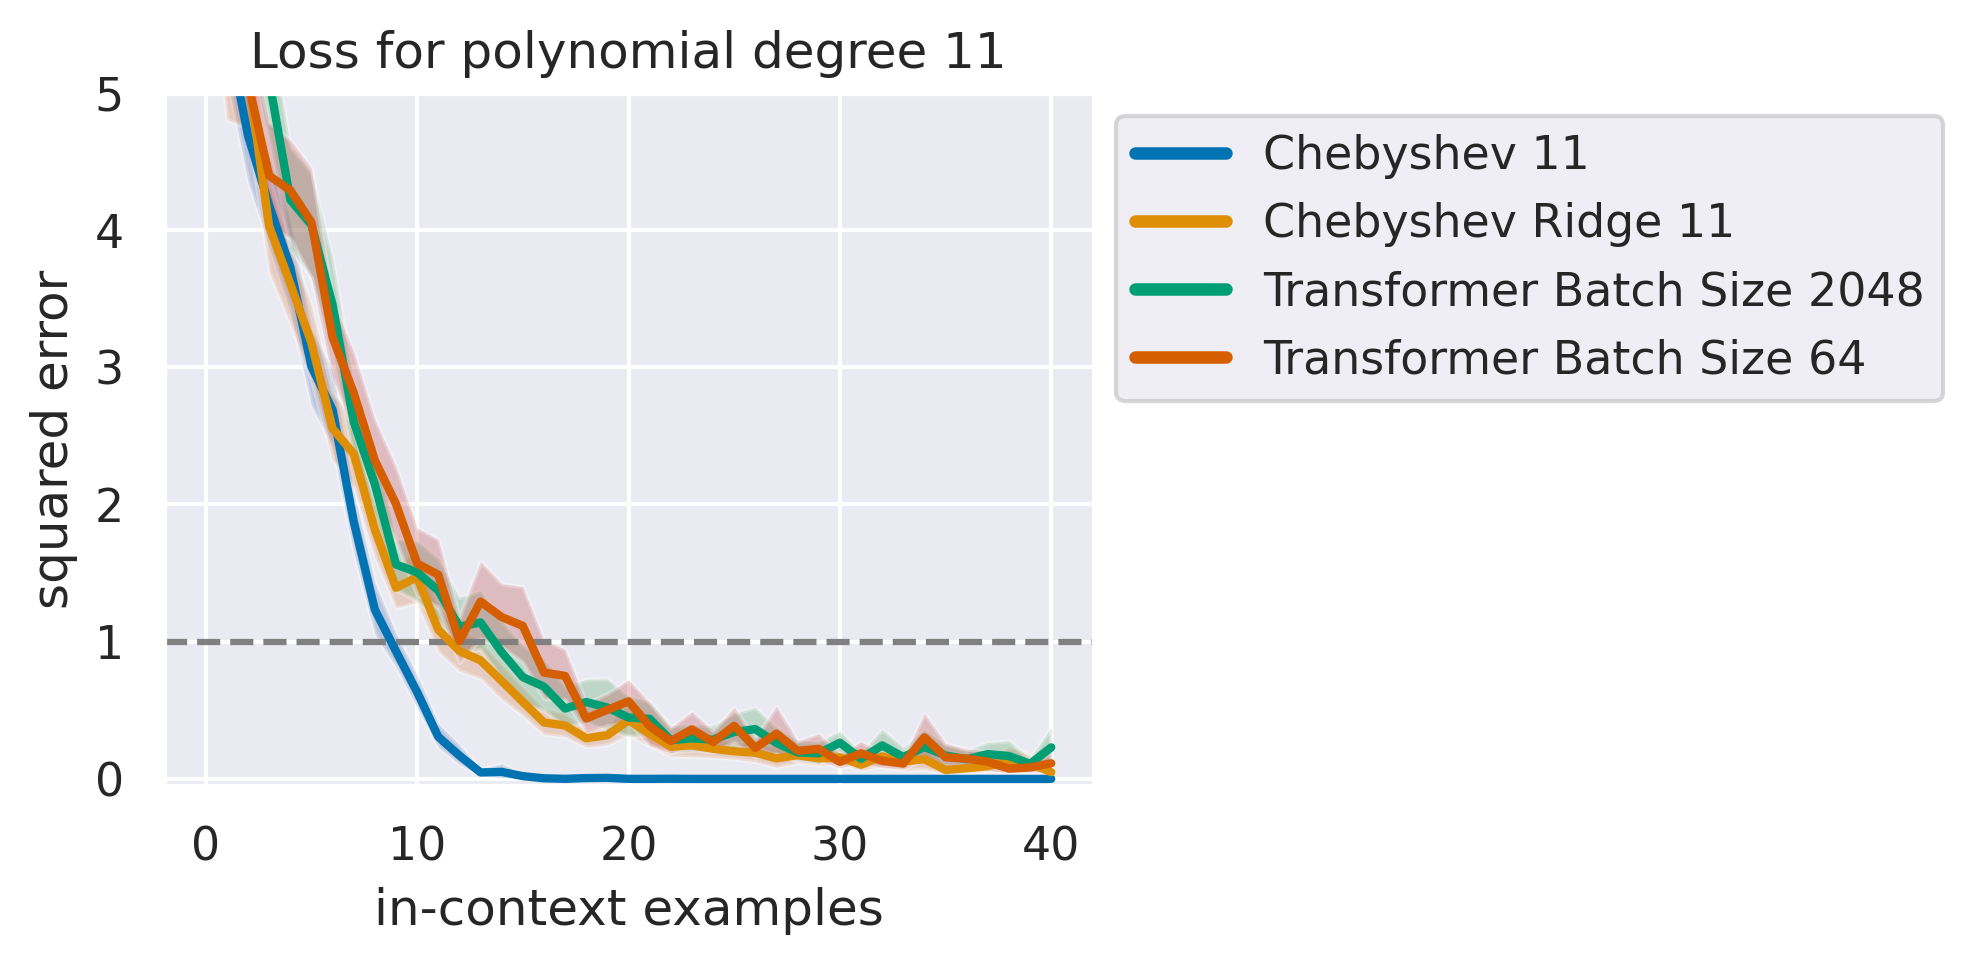 Loss for polynomial degree 11
5
4
3
2
1
0
squared error
0 10 20 30 40
in-context examples
Chebyshev 11
Chebyshev Ridge 11
Transformer Batch Size 2048
Transformer Batch Size 64